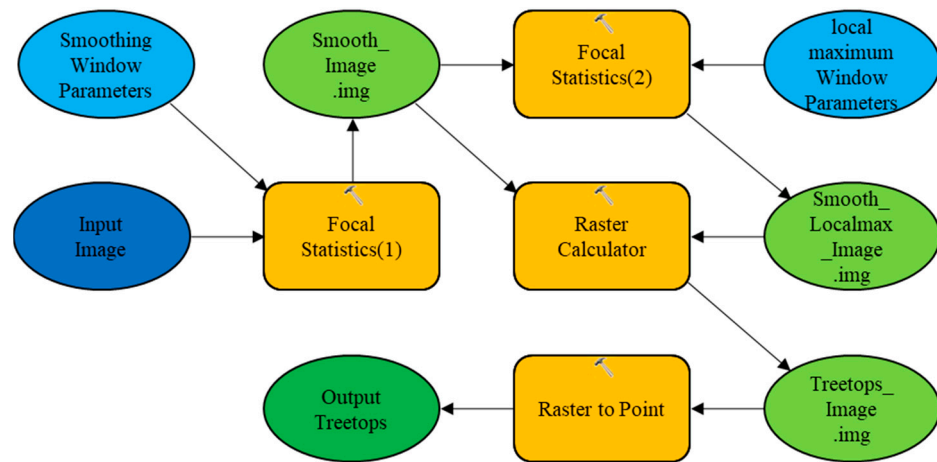 Smoothing
Window
Parameters
Smooth_
Image
.img
Focal
Statistics(2)
local
maximum
Window
Parameters
Input
Image
Focal
Statistics(1)
Raster
Calculator
Smooth_
Localmax
_Image
.img
Output
Treetops
Raster to Point
Treetops_
Image
.img